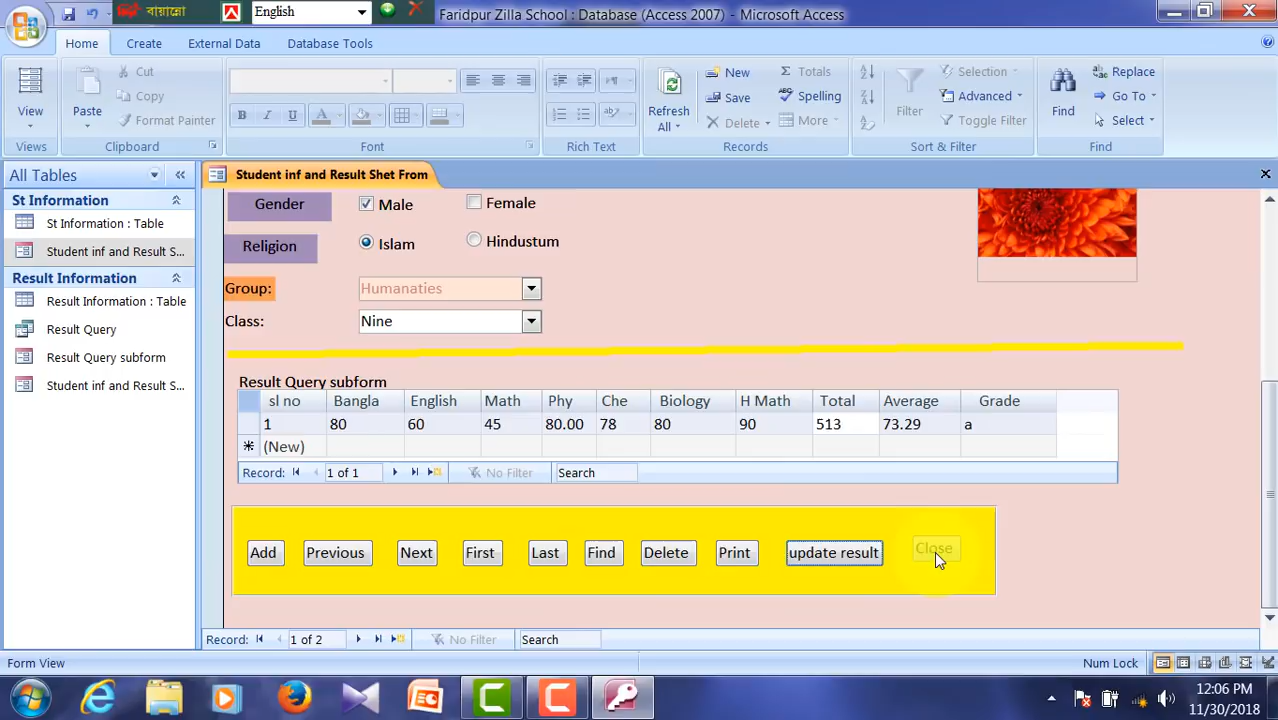 বায়ান্নো
English
Faridpur Zilla School : Database (Access 2007) - Microsoft Access
Home
Create
External Data
Database Tools
View
Views
Paste
Cut
Copy
Format Painter
Clipboard
B I U
Font
Rich Text
Refresh All
New
Save
Delete
Totals
Spelling
More
Records
Filter
Selection
Advanced
Toggle Filter
Sort & Filter
Find
Replace
Go To
Select
Find
All Tables
St Information
St Information : Table
Student inf and Result S...
Result Information
Result Information : Table
Result Query
Result Query subform
Student inf and Result S...
Student inf and Result Shet From
Gender Male Female
Religion Islam Hindustum
Group: Humanaties
Class: Nine
Result Query subform
sl no Bangla English Math Phy Che Biology H Math Total Average Grade
1 80 60 45 80.00 78 80 90 513 73.29 a
(New)
Record: 1 of 1 No Filter Search
Add Previous Next First Last Find Delete Print update result Close
Record: 1 of 2 No Filter Search
Form View
Num Lock
12:06 PM
11/30/2018